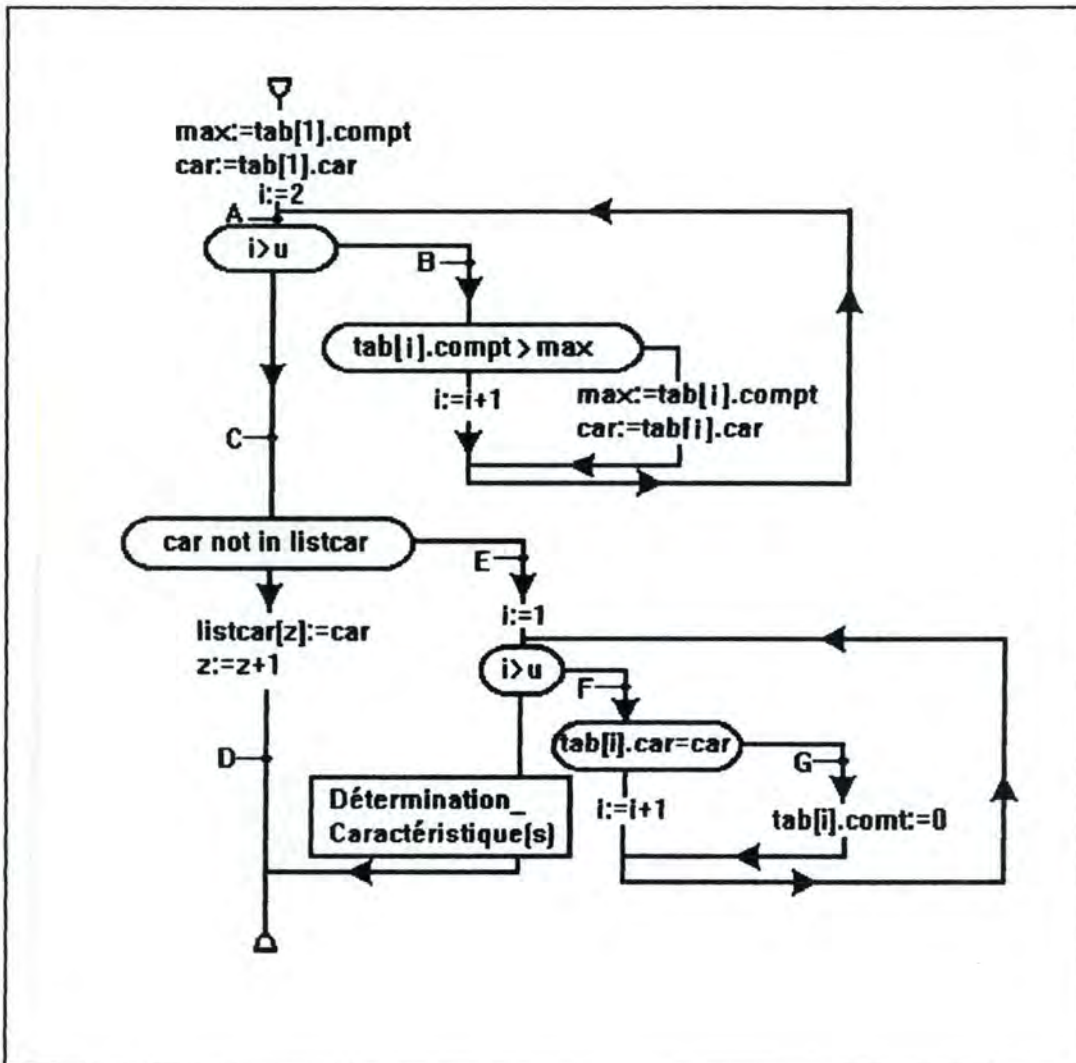 max:=tab[1].compt
car:=tab[1].car
i:=2
A
i>u
B
tab[i].compt>max
i:=i+1
max:=tab[i].compt
car:=tab[i].car
C
car not in listcar
E
listcar[z]:=car
z:=z+1
i:=1
i>u
F
tab[i].car=car
G
D
Détermination_
Caractéristique(s)
i:=i+1
tab[i].comt:=0